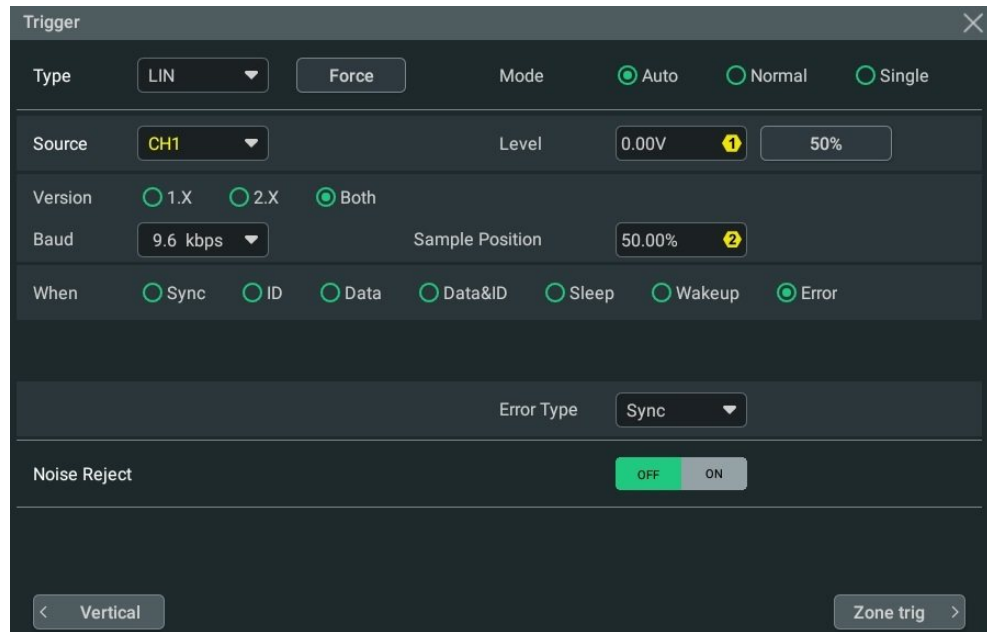 Trigger
Type LIN Force Mode Auto Normal Single
Source CH1 Level 0.00V 1 50%
Version 1.X 2.X Both
Baud 9.6 kbps Sample Position 50.00% 2
When Sync ID Data Data&ID Sleep Wakeup Error
Error Type Sync
Noise Reject OFF ON
< Vertical Zone trig >